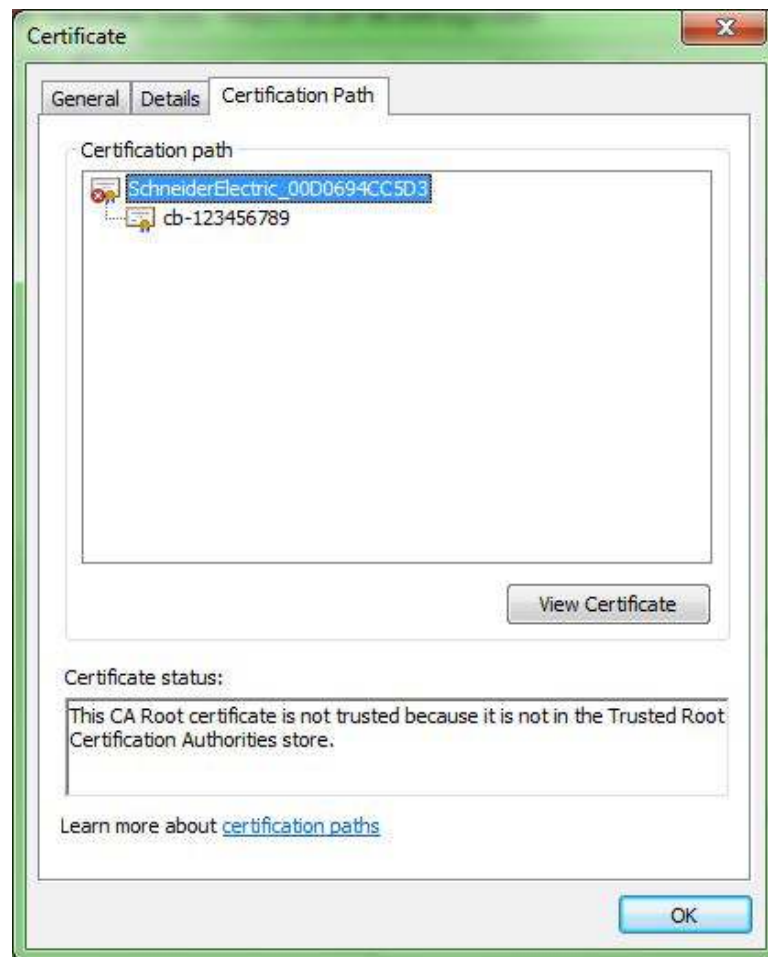 Certificate
General Details Certification Path
Certification path
SchneiderElectric_00D0694CC5D3
cb-123456789
View Certificate
Certificate status:
This CA Root certificate is not trusted because it is not in the Trusted Root
Certification Authorities store.
Learn more about certification paths
OK